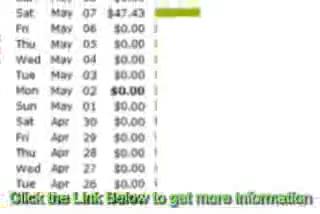 Sat May 07 $47.43
Fri May 06 $0.00
Thu May 05 $0.00
Wed May 04 $0.00
Tue May 03 $0.00
Mon May 02 $0.00
Sun May 01 $0.00
Sat Apr 30 $0.00
Fri Apr 29 $0.00
Thu Apr 28 $0.00
Wed Apr 27 $0.00
Tue Apr 26 $0.00
Click the Link Below to get more information